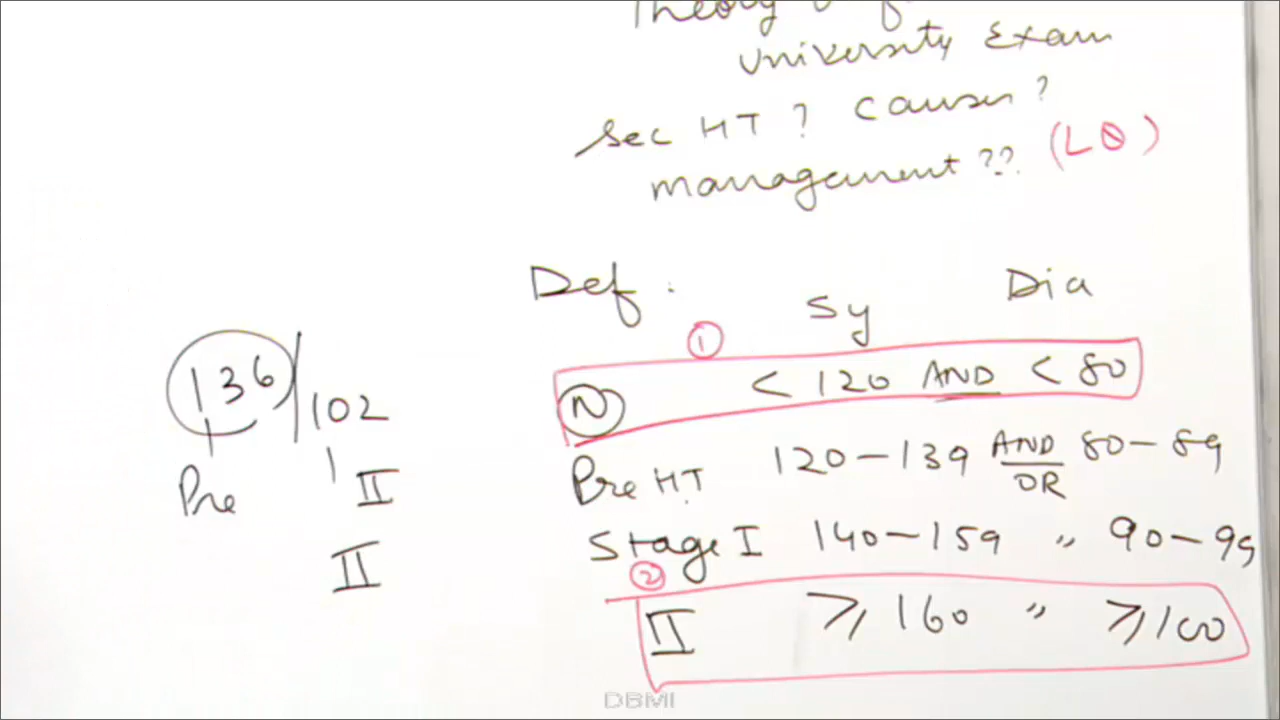 Theory
University Exam
Sec HT ? Causes ?
management ?? (LQ)
Def :
Sy Dia
①
N < 120 AND < 80
Pre HT 120-139 AND/OR 80-89
Stage I 140-159 " 90-99
②
II ≥ 160 " ≥ 100
136/102
Pre II
II
DBMI